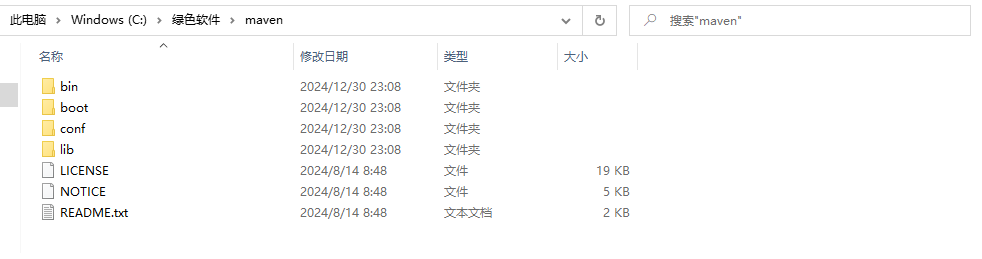 此电脑 > Windows (C:) > 绿色软件 > maven 搜索"maven"
名称 修改日期 类型 大小
bin 2024/12/30 23:08 文件夹
boot 2024/12/30 23:08 文件夹
conf 2024/12/30 23:08 文件夹
lib 2024/12/30 23:08 文件夹
LICENSE 2024/8/14 8:48 文件 19 KB
NOTICE 2024/8/14 8:48 文件 5 KB
README.txt 2024/8/14 8:48 文本文档 2 KB